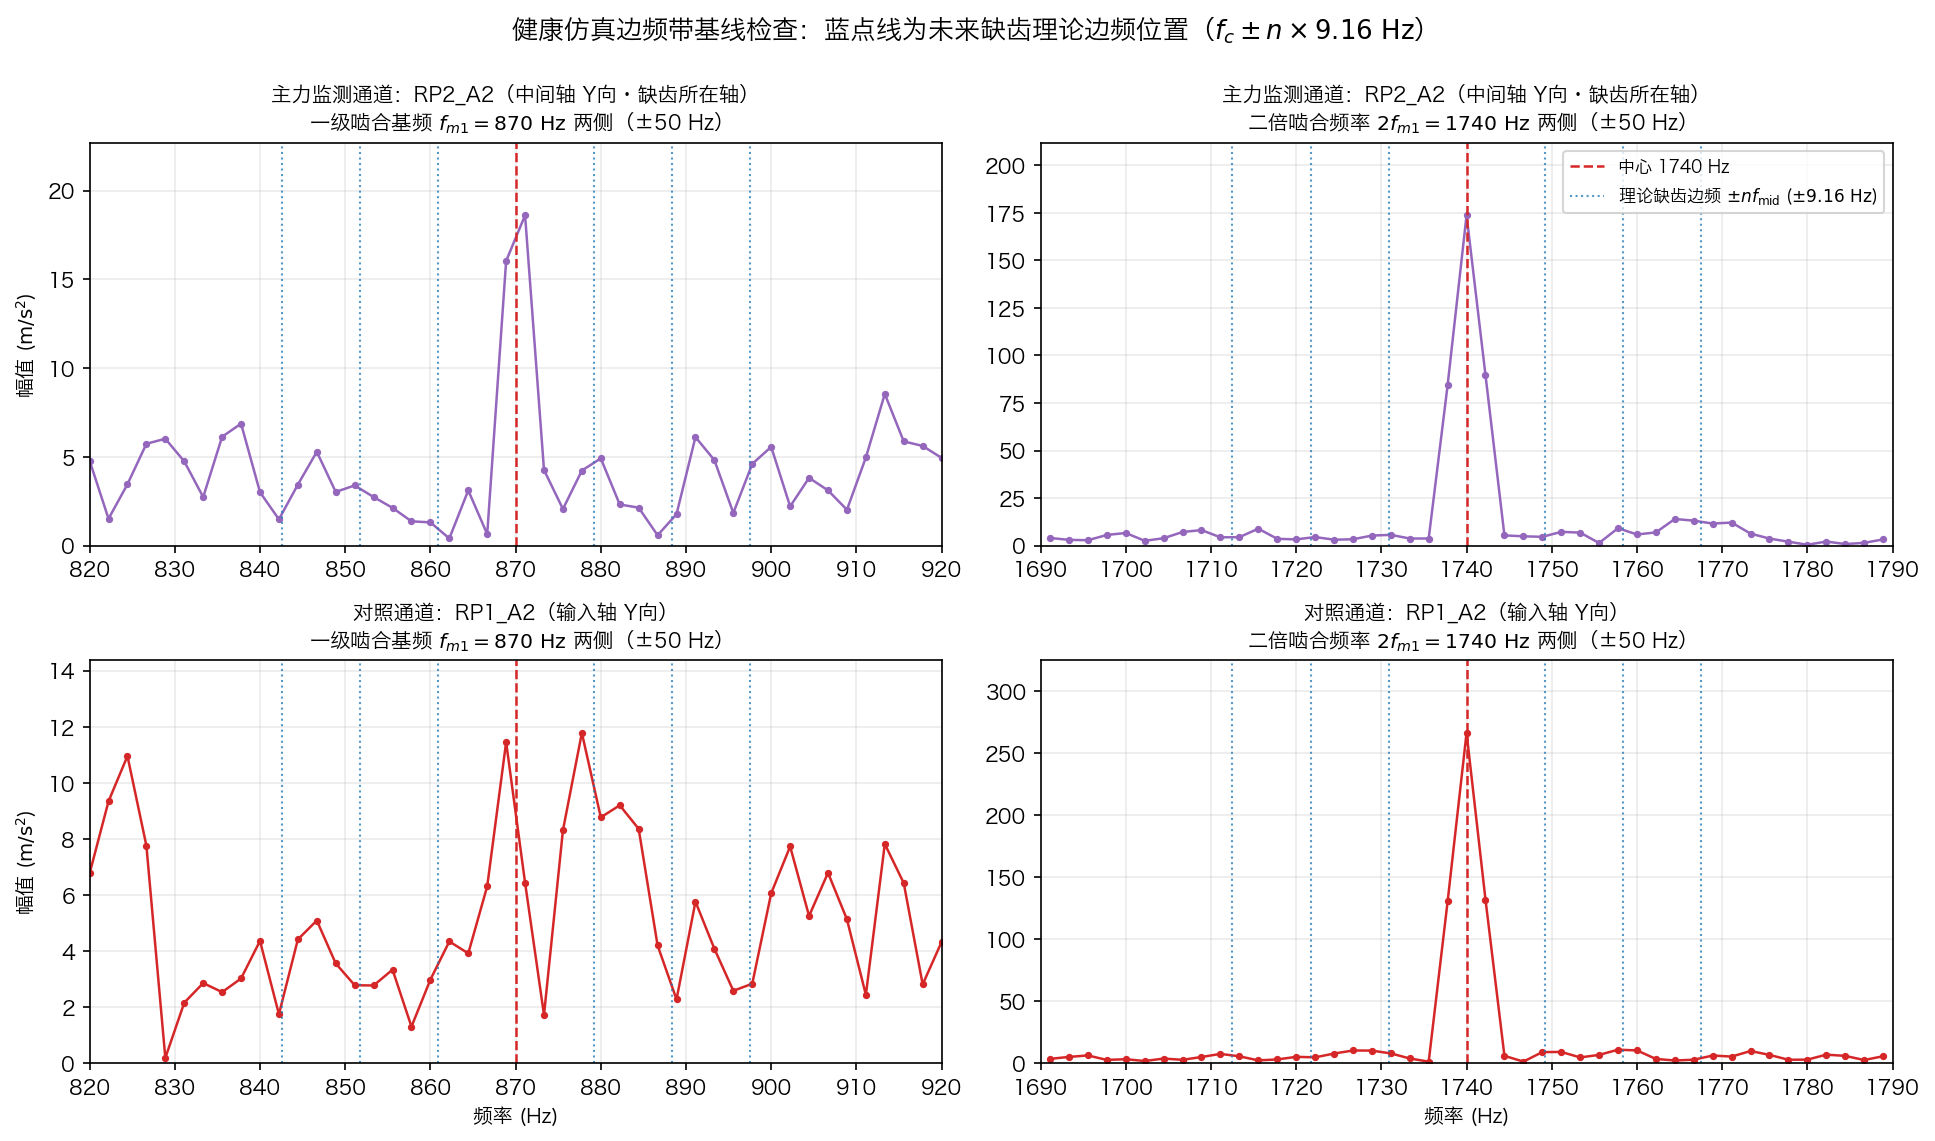 健康仿真边频带基线检查：蓝点线为未来缺齿理论边频位置（f_c ± n × 9.16 Hz）
主力监测通道：RP2_A2（中间轴 Y向·缺齿所在轴）
一级啮合基频 f_{m1} = 870 Hz 两侧（±50 Hz）
幅值 (m/s²)
20
15
10
5
0
820 830 840 850 860 870 880 890 900 910 920
主力监测通道：RP2_A2（中间轴 Y向·缺齿所在轴）
二倍啮合频率 2f_{m1} = 1740 Hz 两侧（±50 Hz）
中心 1740 Hz
理论缺齿边频 ±nf_{mid} (±9.16 Hz)
200
175
150
125
100
75
50
25
0
1690 1700 1710 1720 1730 1740 1750 1760 1770 1780 1790
对照通道：RP1_A2（输入轴 Y向）
一级啮合基频 f_{m1} = 870 Hz 两侧（±50 Hz）
幅值 (m/s²)
14
12
10
8
6
4
2
0
820 830 840 850 860 870 880 890 900 910 920
频率 (Hz)
对照通道：RP1_A2（输入轴 Y向）
二倍啮合频率 2f_{m1} = 1740 Hz 两侧（±50 Hz）
300
250
200
150
100
50
0
1690 1700 1710 1720 1730 1740 1750 1760 1770 1780 1790
频率 (Hz)